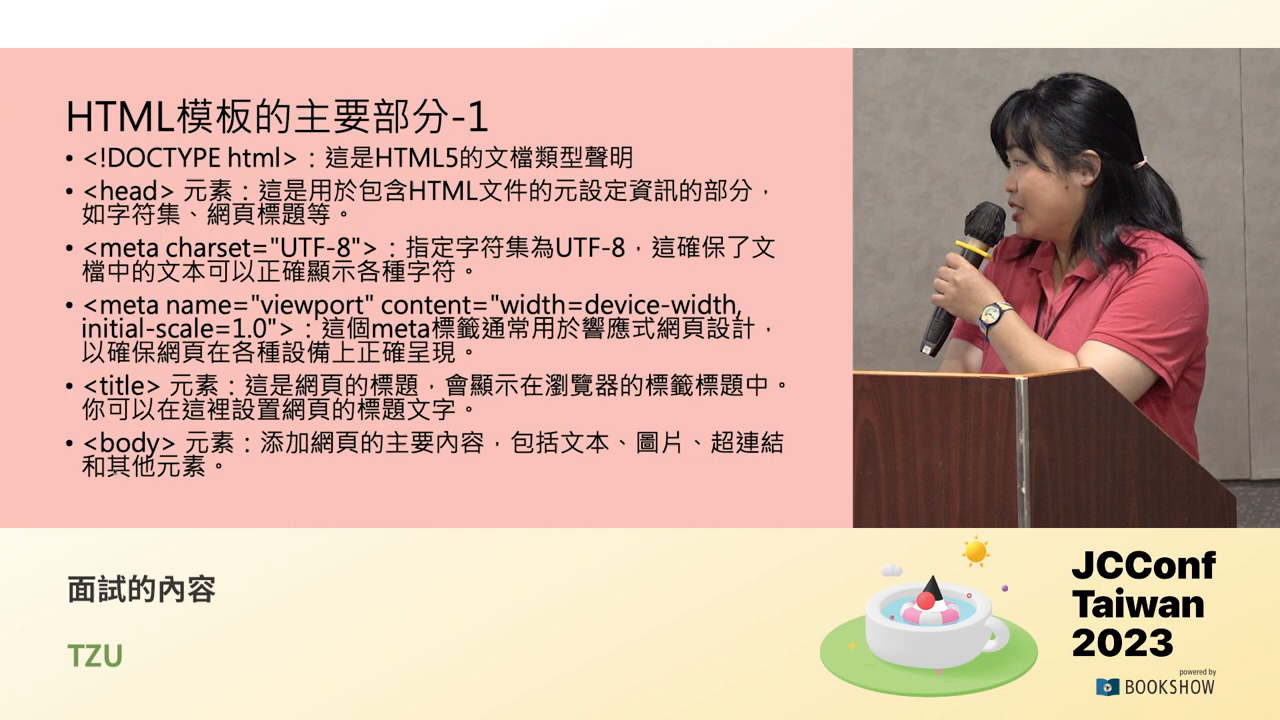 HTML模板的主要部分-1
• <!DOCTYPE html>：這是HTML5的文檔類型聲明
• <head> 元素：這是用於包含HTML文件的元設定資訊的部分，
如字符集、網頁標題等。
• <meta charset="UTF-8">：指定字符集為UTF-8，這確保了文
檔中的文本可以正確顯示各種字符。
• <meta name="viewport" content="width=device-width,
initial-scale=1.0">：這個meta標籤通常用於響應式網頁設計，
以確保網頁在各種設備上正確呈現。
• <title> 元素：這是網頁的標題，會顯示在瀏覽器的標籤標題中。
你可以在這裡設置網頁的標題文字。
• <body> 元素：添加網頁的主要內容，包括文本、圖片、超連結
和其他元素。
面試的內容
TZU
JCConf
Taiwan
2023
powered by
BOOKSHOW